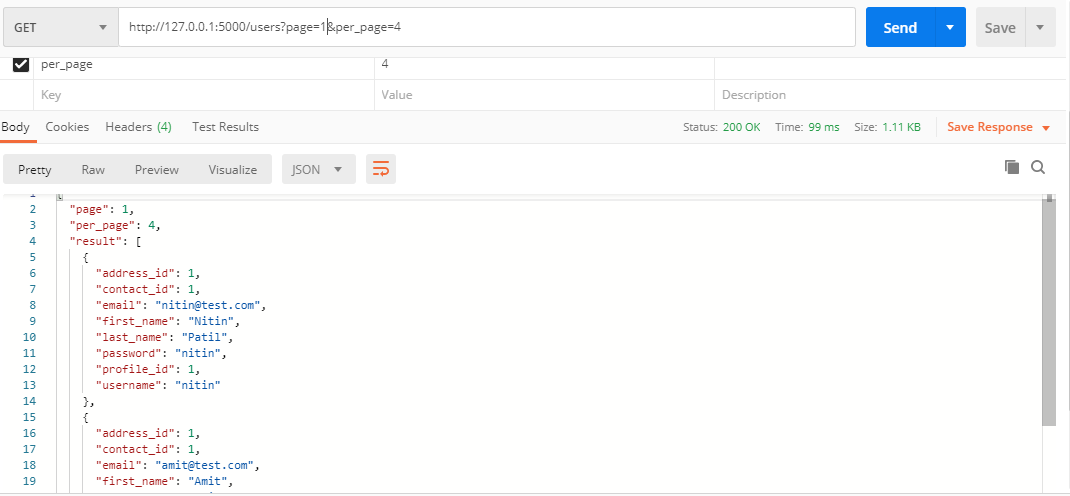 GET http://127.0.0.1:5000/users?page=1&per_page=4 Send Save
per_page 4
Key Value Description
Body Cookies Headers (4) Test Results Status: 200 OK Time: 99 ms Size: 1.11 KB Save Response
Pretty Raw Preview Visualize JSON
1 {
2 "page": 1,
3 "per_page": 4,
4 "result": [
5 {
6 "address_id": 1,
7 "contact_id": 1,
8 "email": "nitin@test.com",
9 "first_name": "Nitin",
10 "last_name": "Patil",
11 "password": "nitin",
12 "profile_id": 1,
13 "username": "nitin"
14 },
15 {
16 "address_id": 1,
17 "contact_id": 1,
18 "email": "amit@test.com",
19 "first_name": "Amit",